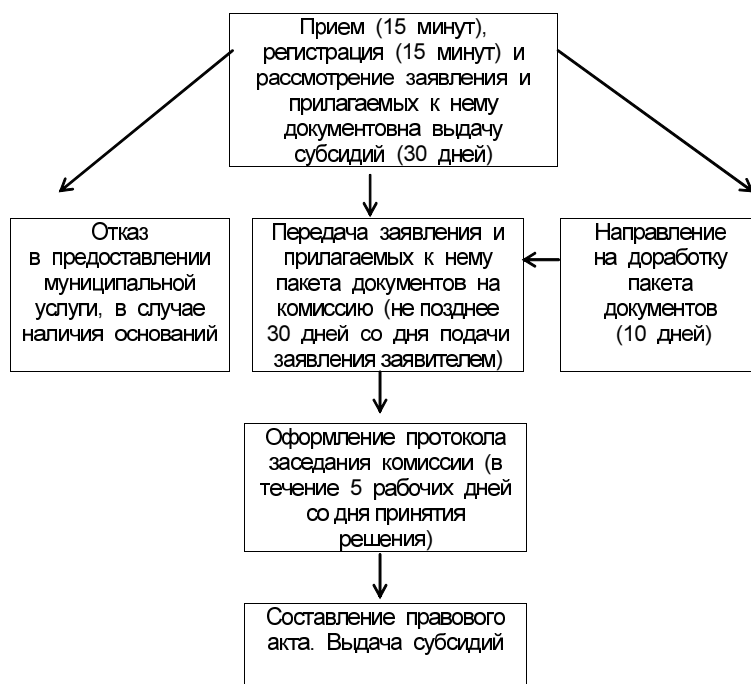 Прием (15 минут),
регистрация (15 минут) и
рассмотрение заявления и
прилагаемых к нему
документовна выдачу
субсидий (30 дней)
Отказ
в предоставлении
муниципальной
услуги, в случае
наличия оснований
Передача заявления и
прилагаемых к нему
пакета документов на
комиссию (не позднее
30 дней со дня подачи
заявления заявителем)
Направление
на доработку
пакета
документов
(10 дней)
Оформление протокола
заседания комиссии (в
течение 5 рабочих дней
со дня принятия
решения)
Составление правового
акта. Выдача субсидий